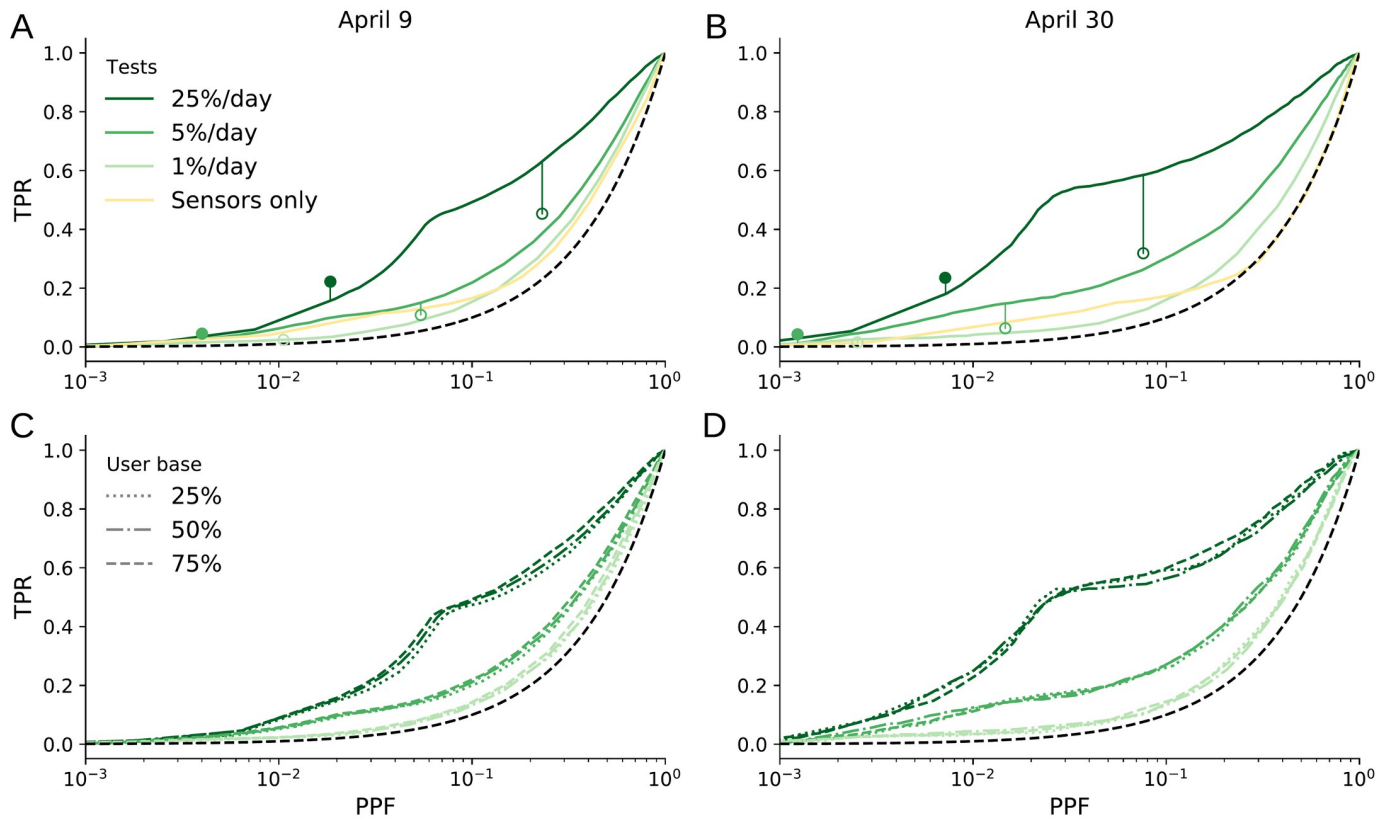 A
April 9
B
April 30
1.0
0.8
0.6
0.4
0.2
0.0
TPR
Tests
25%/day
5%/day
1%/day
Sensors only
10⁻³
10⁻²
10⁻¹
10⁰
1.0
0.8
0.6
0.4
0.2
0.0
10⁻³
10⁻²
10⁻¹
10⁰
C
D
1.0
0.8
0.6
0.4
0.2
0.0
TPR
User base
25%
50%
75%
10⁻³
10⁻²
10⁻¹
10⁰
PPF
1.0
0.8
0.6
0.4
0.2
0.0
10⁻³
10⁻²
10⁻¹
10⁰
PPF